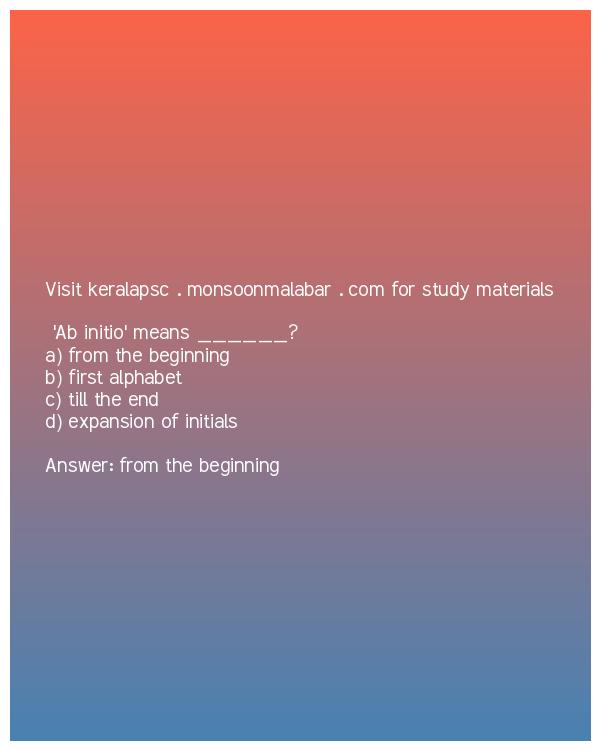 Visit keralapsc . monsoonmalabar . com for study materials
'Ab initio' means ______?
a) from the beginning
b) first alphabet
c) till the end
d) expansion of initials
Answer: from the beginning